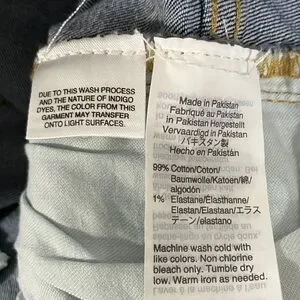 DUE TO THIS WASH PROCESS
AND THE NATURE OF INDIGO
DYES, THE COLOR FROM THIS
GARMENT MAY TRANSFER
ONTO LIGHT SURFACES.
Made in Pakistan
Fabriqué au Pakistan
in Pakistan Hergestellt
Vervaardigt in Pakistan
パキスタン製
Hecho en Pakistán
99% Cotton/Coton/
Baumwolle/Katoen/綿/
algodón
1% Elastane/Élasthanne/
Elastan/Elastaan/エラス
テーン/elastano
Machine wash cold with
like colors. Non chlorine
bleach only. Tumble dry
low. Warm iron as needed.